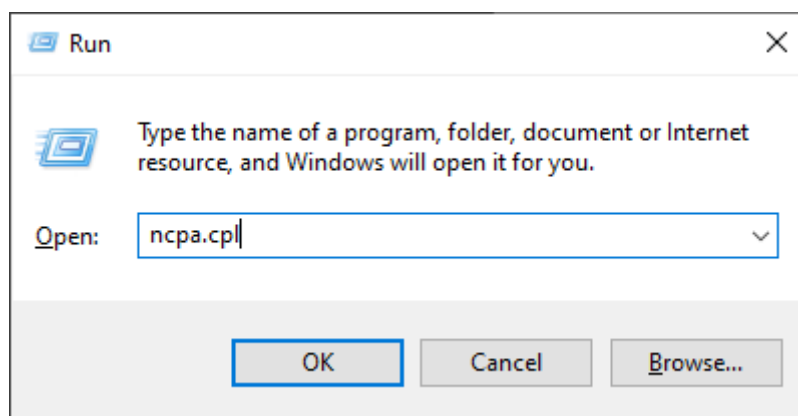 Run
Type the name of a program, folder, document or Internet
resource, and Windows will open it for you.
Open: ncpa.cpl
OK Cancel Browse...